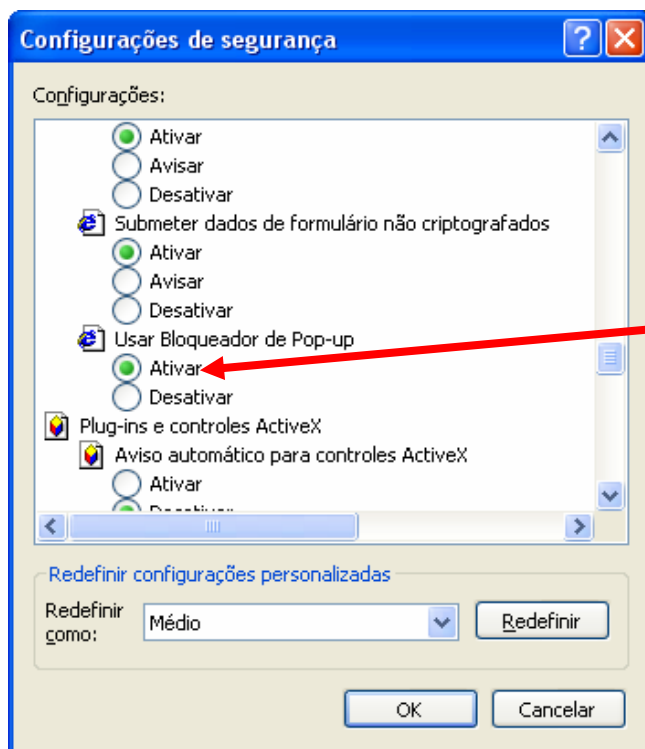 Configurações de segurança
Configurações:
Ativar
Avisar
Desativar
Submeter dados de formulário não criptografados
Ativar
Avisar
Desativar
Usar Bloqueador de Pop-up
Ativar
Desativar
Plug-ins e controles ActiveX
Aviso automático para controles ActiveX
Ativar
Desativar
Redefinir configurações personalizadas
Redefinir como:
Médio
Redefinir
OK
Cancelar